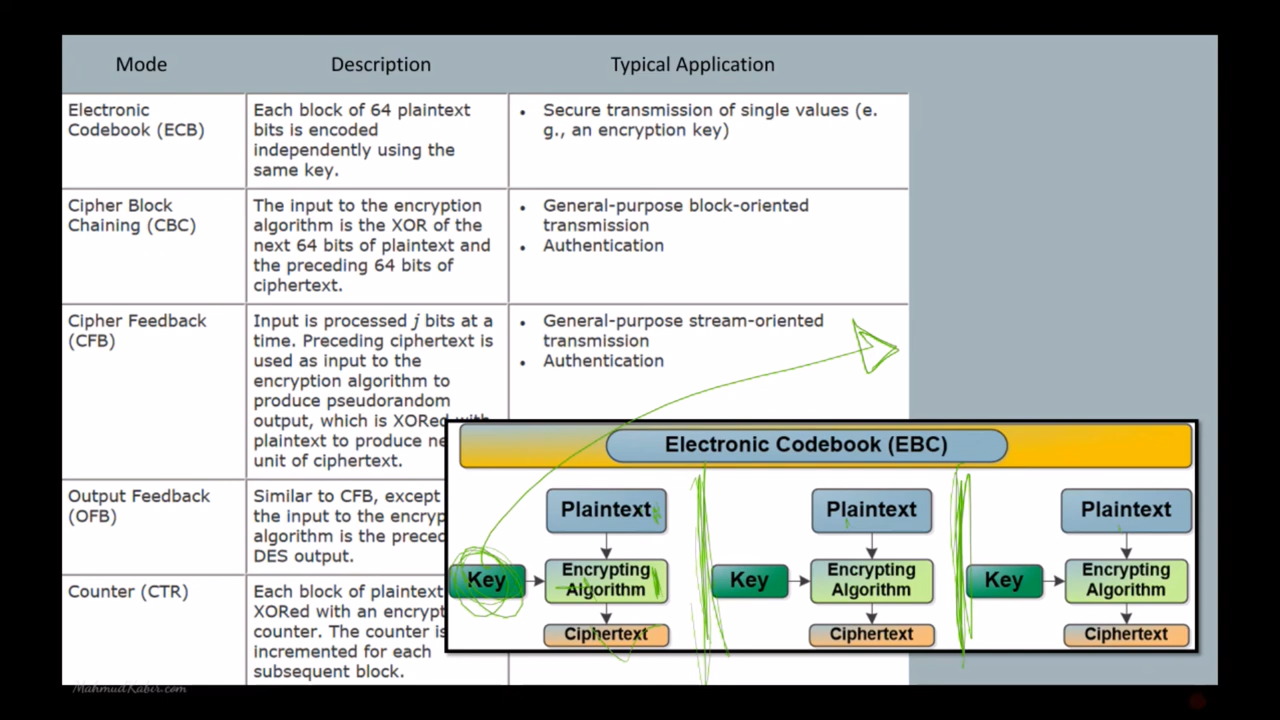 Mode Description Typical Application
Electronic
Codebook (ECB)
Each block of 64 plaintext
bits is encoded
independently using the
same key.
• Secure transmission of single values (e.
g., an encryption key)
Cipher Block
Chaining (CBC)
The input to the encryption
algorithm is the XOR of the
next 64 bits of plaintext and
the preceding 64 bits of
ciphertext.
• General-purpose block-oriented
transmission
• Authentication
Cipher Feedback
(CFB)
Input is processed j bits at a
time. Preceding ciphertext is
used as input to the
encryption algorithm to
produce pseudorandom
output, which is XORed with
plaintext to produce ne
unit of ciphertext.
• General-purpose stream-oriented
transmission
• Authentication
Output Feedback
(OFB)
Similar to CFB, except
the input to the encryp
algorithm is the preced
DES output.
Counter (CTR)
Each block of plaintext
XORed with an encrypt
counter. The counter is
incremented for each
subsequent block.
Electronic Codebook (EBC)
Plaintext Plaintext Plaintext
Key Encrypting Algorithm Key Encrypting Algorithm Key Encrypting Algorithm
Ciphertext Ciphertext Ciphertext
MahmudKabir.com